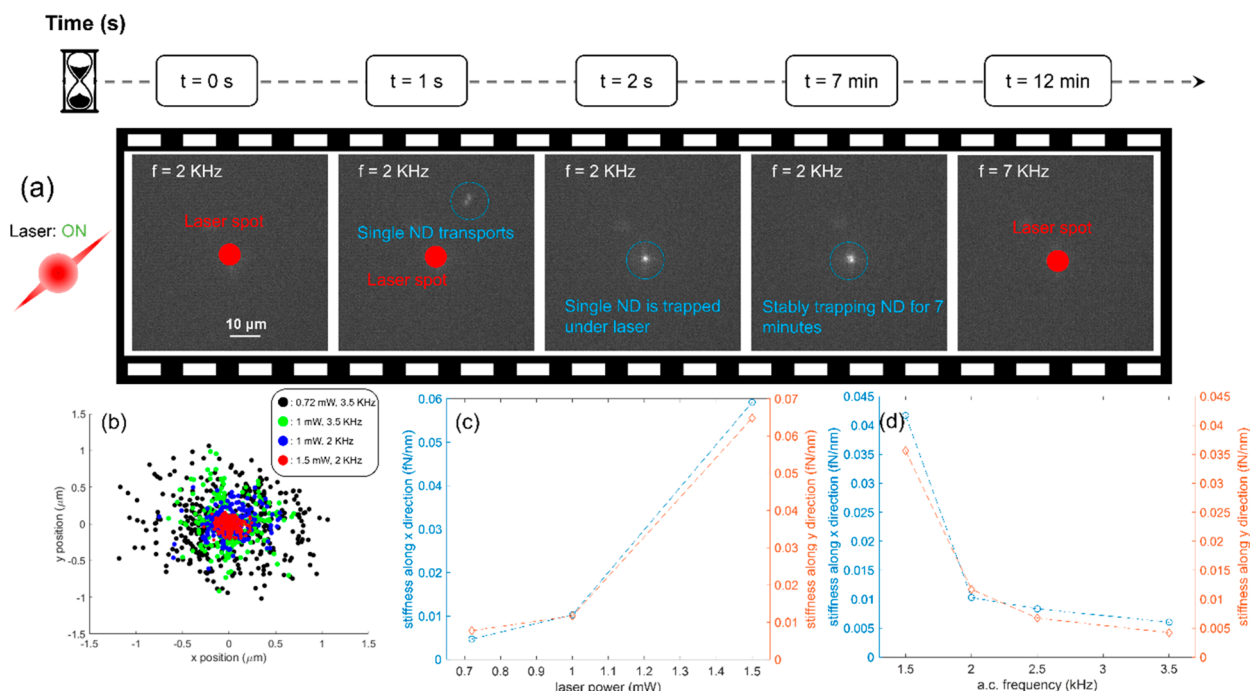 Time (s)
t = 0 s
t = 1 s
t = 2 s
t = 7 min
t = 12 min
(a)
Laser: ON
f = 2 KHz
Laser spot
10 μm
f = 2 KHz
Single ND transports
Laser spot
f = 2 KHz
Single ND is trapped
under laser
f = 2 KHz
Stably trapping ND for 7
minutes
f = 7 KHz
Laser spot
(b)
: 0.72 mW, 3.5 KHz
: 1 mW, 3.5 KHz
: 1 mW, 2 KHz
: 1.5 mW, 2 KHz
1.5
1
0.5
0
-0.5
-1
-1.5
y position (μm)
-1.5
-1
-0.5
0
0.5
1
1.5
x position (μm)
(c)
stiffness along x direction (fN/nm)
0.06
0.05
0.04
0.03
0.02
0.01
0
0.7
0.8
0.9
1
1.1
1.2
1.3
1.4
1.5
laser power (mW)
0.07
0.06
0.05
0.04
0.03
0.02
0.01
0
stiffness along y direction (fN/nm)
(d)
stiffness along x direction (fN/nm)
0.045
0.04
0.035
0.03
0.025
0.02
0.015
0.01
0.005
0
1.5
2
2.5
3
3.5
a.c. frequency (kHz)
0.045
0.04
0.035
0.03
0.025
0.02
0.015
0.01
0.005
0
stiffness along y direction (fN/nm)